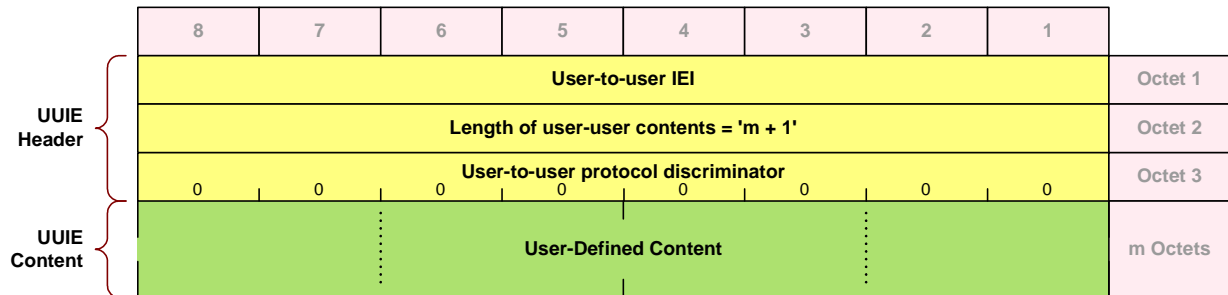 8 7 6 5 4 3 2 1
User-to-user IEI Octet 1
UUIE
Header
Length of user-user contents = 'm + 1' Octet 2
User-to-user protocol discriminator Octet 3
0 0 0 0 0 0 0 0
UUIE
Content
User-Defined Content m Octets